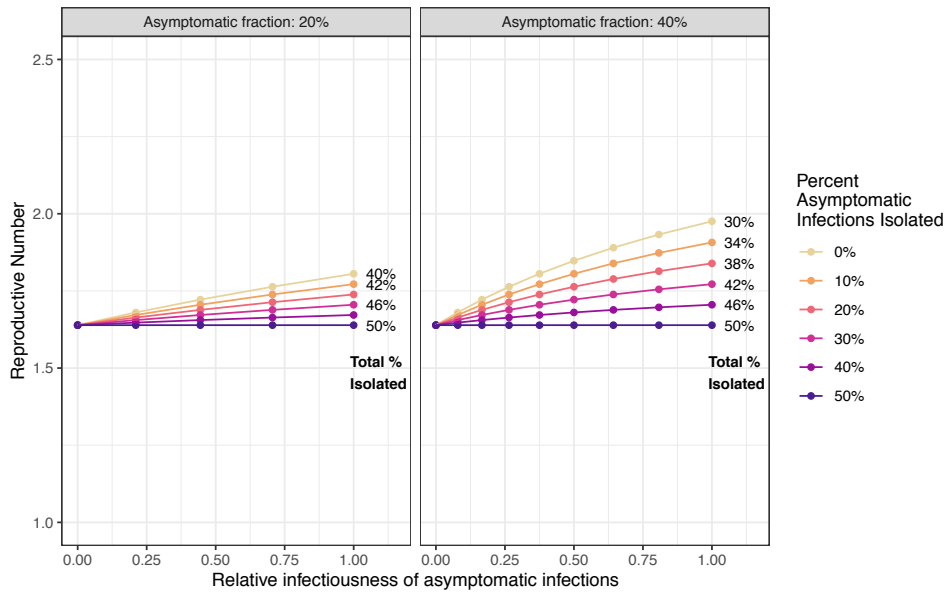 Asymptomatic fraction: 20%
Asymptomatic fraction: 40%
2.5
2.0
1.5
1.0
Reproductive Number
40%
42%
46%
50%
Total %
Isolated
30%
34%
38%
42%
46%
50%
Total %
Isolated
0.00 0.25 0.50 0.75 1.00
0.00 0.25 0.50 0.75 1.00
Relative infectiousness of asymptomatic infections
Percent
Asymptomatic
Infections Isolated
0%
10%
20%
30%
40%
50%